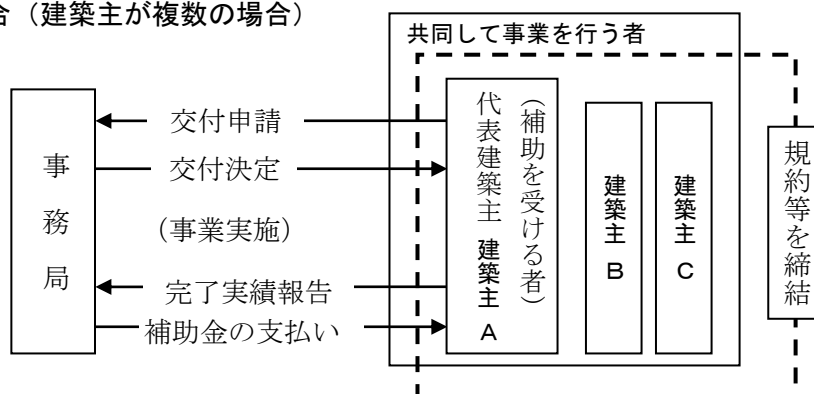 合（建築主が複数の場合）
共同して事業を行う者
事務局
交付申請
交付決定
（事業実施）
完了実績報告
補助金の支払い
（補助を受ける者）
代表建築主 建築主 A
建築主 B
建築主 C
規約等を締結